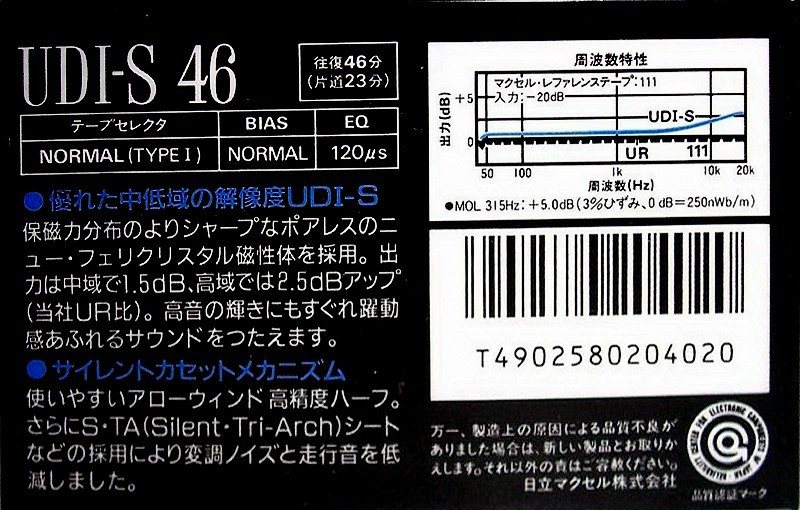 UDI-S 46
往復46分
(片道23分)
テープセレクタ BIAS EQ
NORMAL(TYPE I) NORMAL 120μs
●優れた中低域の解像度UDI-S
保磁力分布のよりシャープなポアレスのニ
ュー・フェリクリスタル磁性体を採用。出
力は中域で1.5dB、高域では2.5dBアップ
(当社UR比)。高音の輝きにもすぐれ躍動
感あふれるサウンドをつたえます。
●サイレントカセットメカニズム
使いやすいアローウィンド高精度ハーフ。
さらにS・TA(Silent・Tri-Arch)シート
などの採用により変調ノイズと走行音を低
減しました。
周波数特性
マクセル・レファレンステープ:111
入力:-20dB
出力(dB)
+5
0
UDI-S
UR
111
50 100 1k 10k 20k
周波数(Hz)
●MOL 315Hz:+5.0dB(3%ひずみ、0dB=250nWb/m)
T4902580204020
万一、製造上の原因による品質不良が
ありました場合は、新しい製品とお取りか
えします。それ以外の責はご容赦ください。
日立マクセル株式会社
RELIABILITY CENTER FOR ELECTRONIC COMPONENTS OF JAPAN
品質認証マーク